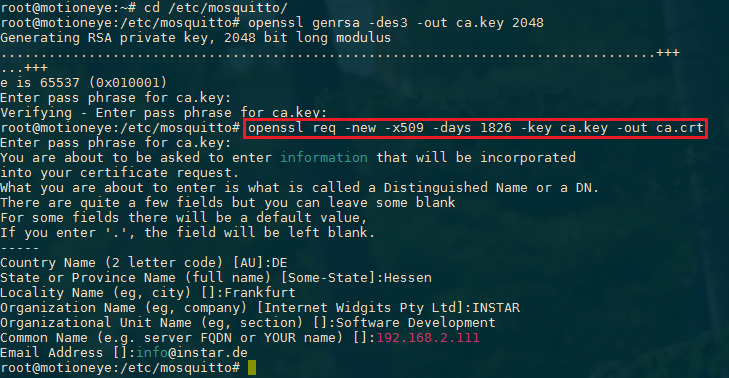 root@motioneye:~# cd /etc/mosquitto/
root@motioneye:/etc/mosquitto# openssl genrsa -des3 -out ca.key 2048
Generating RSA private key, 2048 bit long modulus
.....................................................................................+++
...+++
e is 65537 (0x010001)
Enter pass phrase for ca.key:
Verifying - Enter pass phrase for ca.key:
root@motioneye:/etc/mosquitto# openssl req -new -x509 -days 1826 -key ca.key -out ca.crt
Enter pass phrase for ca.key:
You are about to be asked to enter information that will be incorporated
into your certificate request.
What you are about to enter is what is called a Distinguished Name or a DN.
There are quite a few fields but you can leave some blank
For some fields there will be a default value,
If you enter '.', the field will be left blank.
-----
Country Name (2 letter code) [AU]:DE
State or Province Name (full name) [Some-State]:Hessen
Locality Name (eg, city) []:Frankfurt
Organization Name (eg, company) [Internet Widgits Pty Ltd]:INSTAR
Organizational Unit Name (eg, section) []:Software Development
Common Name (e.g. server FQDN or YOUR name) []:192.168.2.111
Email Address []:info@instar.de
root@motioneye:/etc/mosquitto#